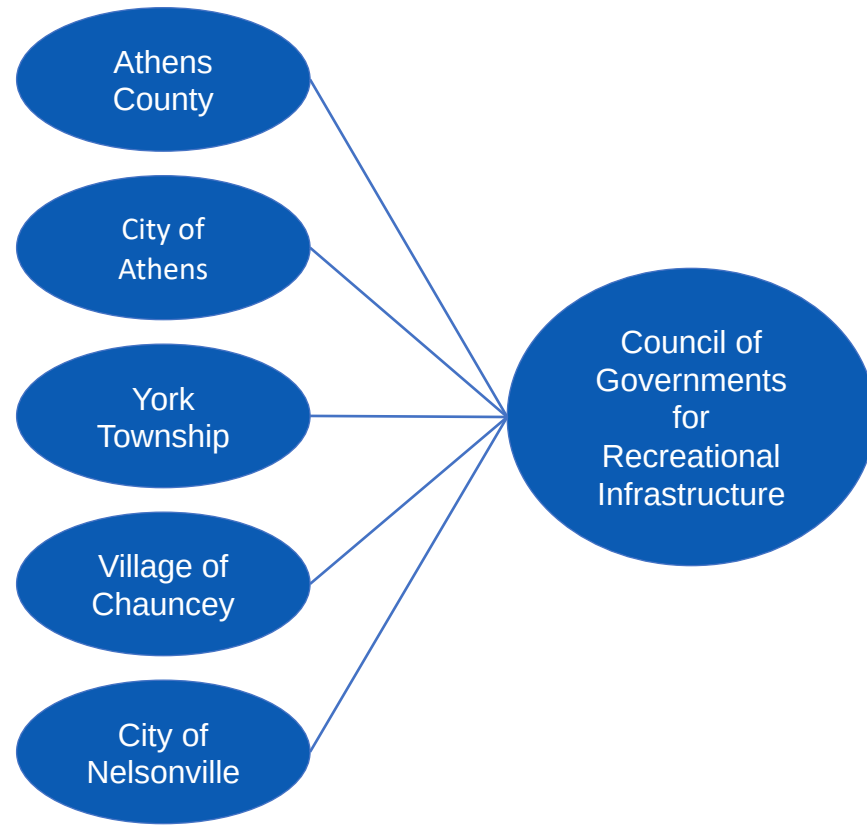 Athens
County
City of
Athens
York
Township
Village of
Chauncey
City of
Nelsonville
Council of
Governments
for
Recreational
Infrastructure